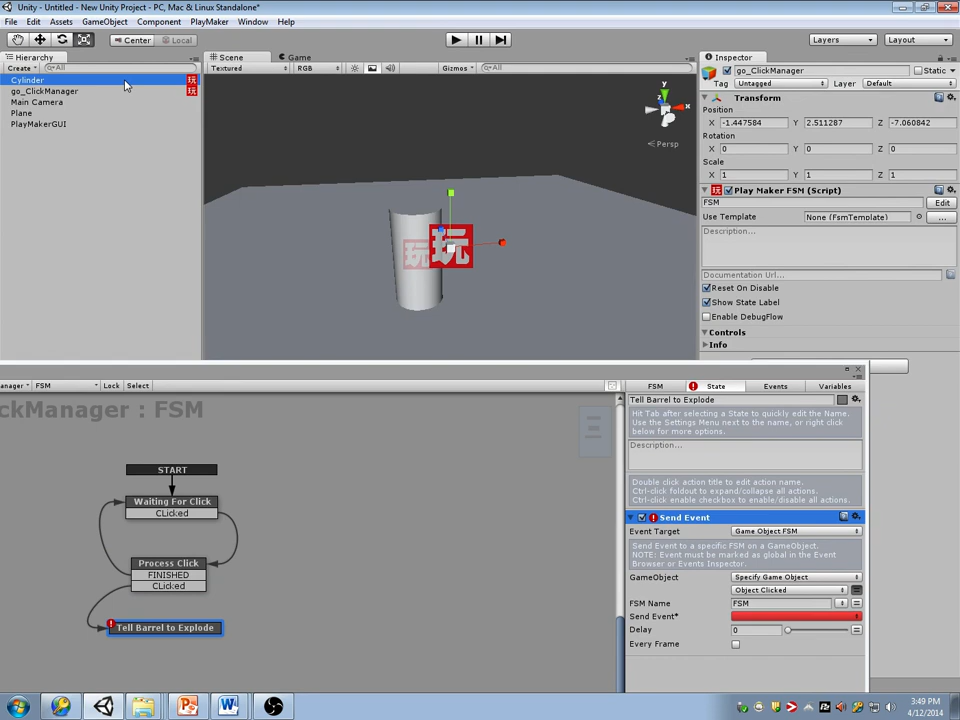 Unity - Untitled - New Unity Project - PC, Mac & Linux Standalone*
File Edit Assets GameObject Component PlayMaker Window Help
Center Local Layers Layout
Hierarchy
Create All
Cylinder 玩
go_ClickManager 玩
Main Camera
Plane
PlayMakerGUI
Scene Game
Textured RGB Gizmos All
y
x
z
Persp
玩 玩
Inspector
go_ClickManager Static
Tag Untagged Layer Default
Transform
Position
X -1.447584 Y 2.511287 Z -7.060842
Rotation
X 0 Y 0 Z 0
Scale
X 1 Y 1 Z 1
玩 Play Maker FSM (Script)
FSM Edit
Use Template None (FsmTemplate) ...
Description...
Documentation Url...
Reset On Disable
Show State Label
Enable DebugFlow
Controls
Info
anager FSM Lock Select
ckManager : FSM
START
Waiting For Click
CLicked
Process Click
FINISHED
CLicked
Tell Barrel to Explode
FSM State Events Variables
Tell Barrel to Explode
Hit Tab after selecting a State to quickly edit the Name.
Use the Settings Menu next to the name, or right click
below for more options.
Description...
Double click action title to edit action name.
Ctrl-click foldout to expand/collapse all actions.
Ctrl-click enable checkbox to enable/disable all actions.
Send Event
Event Target Game Object FSM
Send Event to a specific FSM on a GameObject.
NOTE: Event must be marked as global in the Event
Browser or Events Inspector.
GameObject Specify Game Object
Object Clicked
FSM Name FSM
Send Event*
Delay 0
Every Frame
3:49 PM
4/12/2014